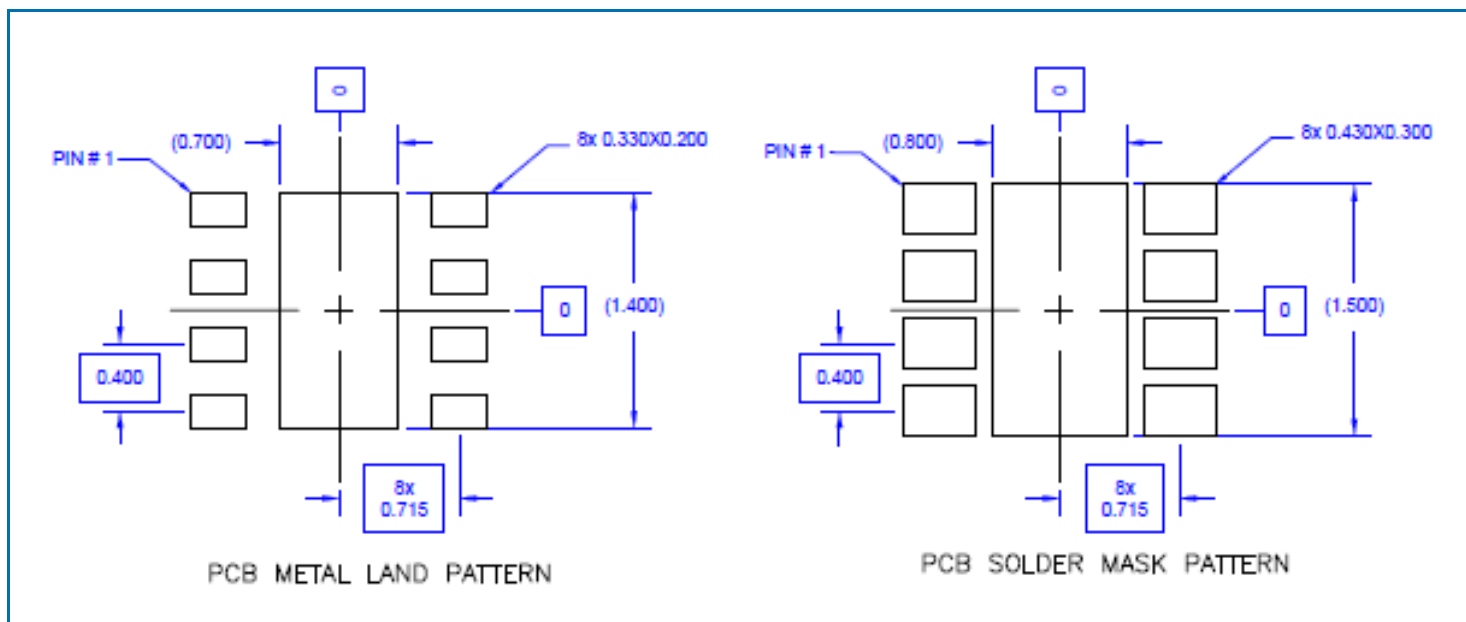 0
(0.700)
8x 0.330X0.200
PIN # 1
0
(1.400)
0.400
8x
0.715
PCB METAL LAND PATTERN
0
(0.800)
8x 0.430X0.300
PIN # 1
0
(1.500)
0.400
8x
0.715
PCB SOLDER MASK PATTERN